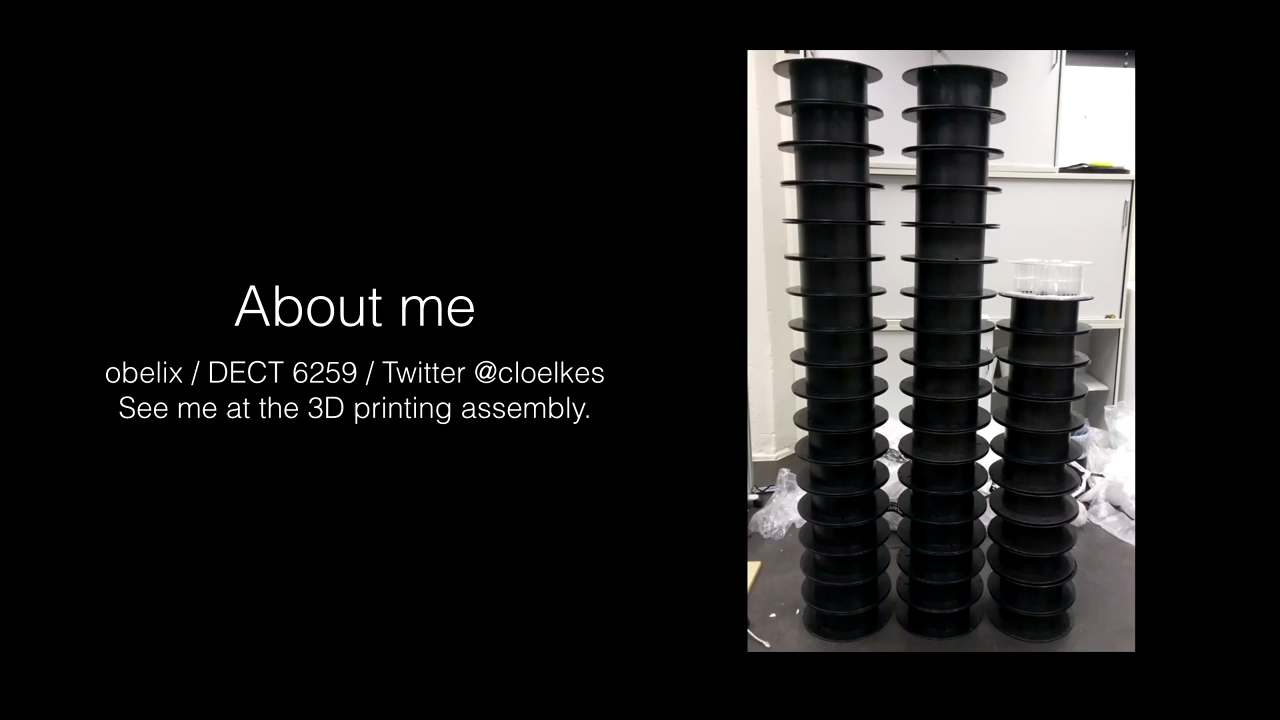 About me
obelix / DECT 6259 / Twitter @cloelkes
See me at the 3D printing assembly.